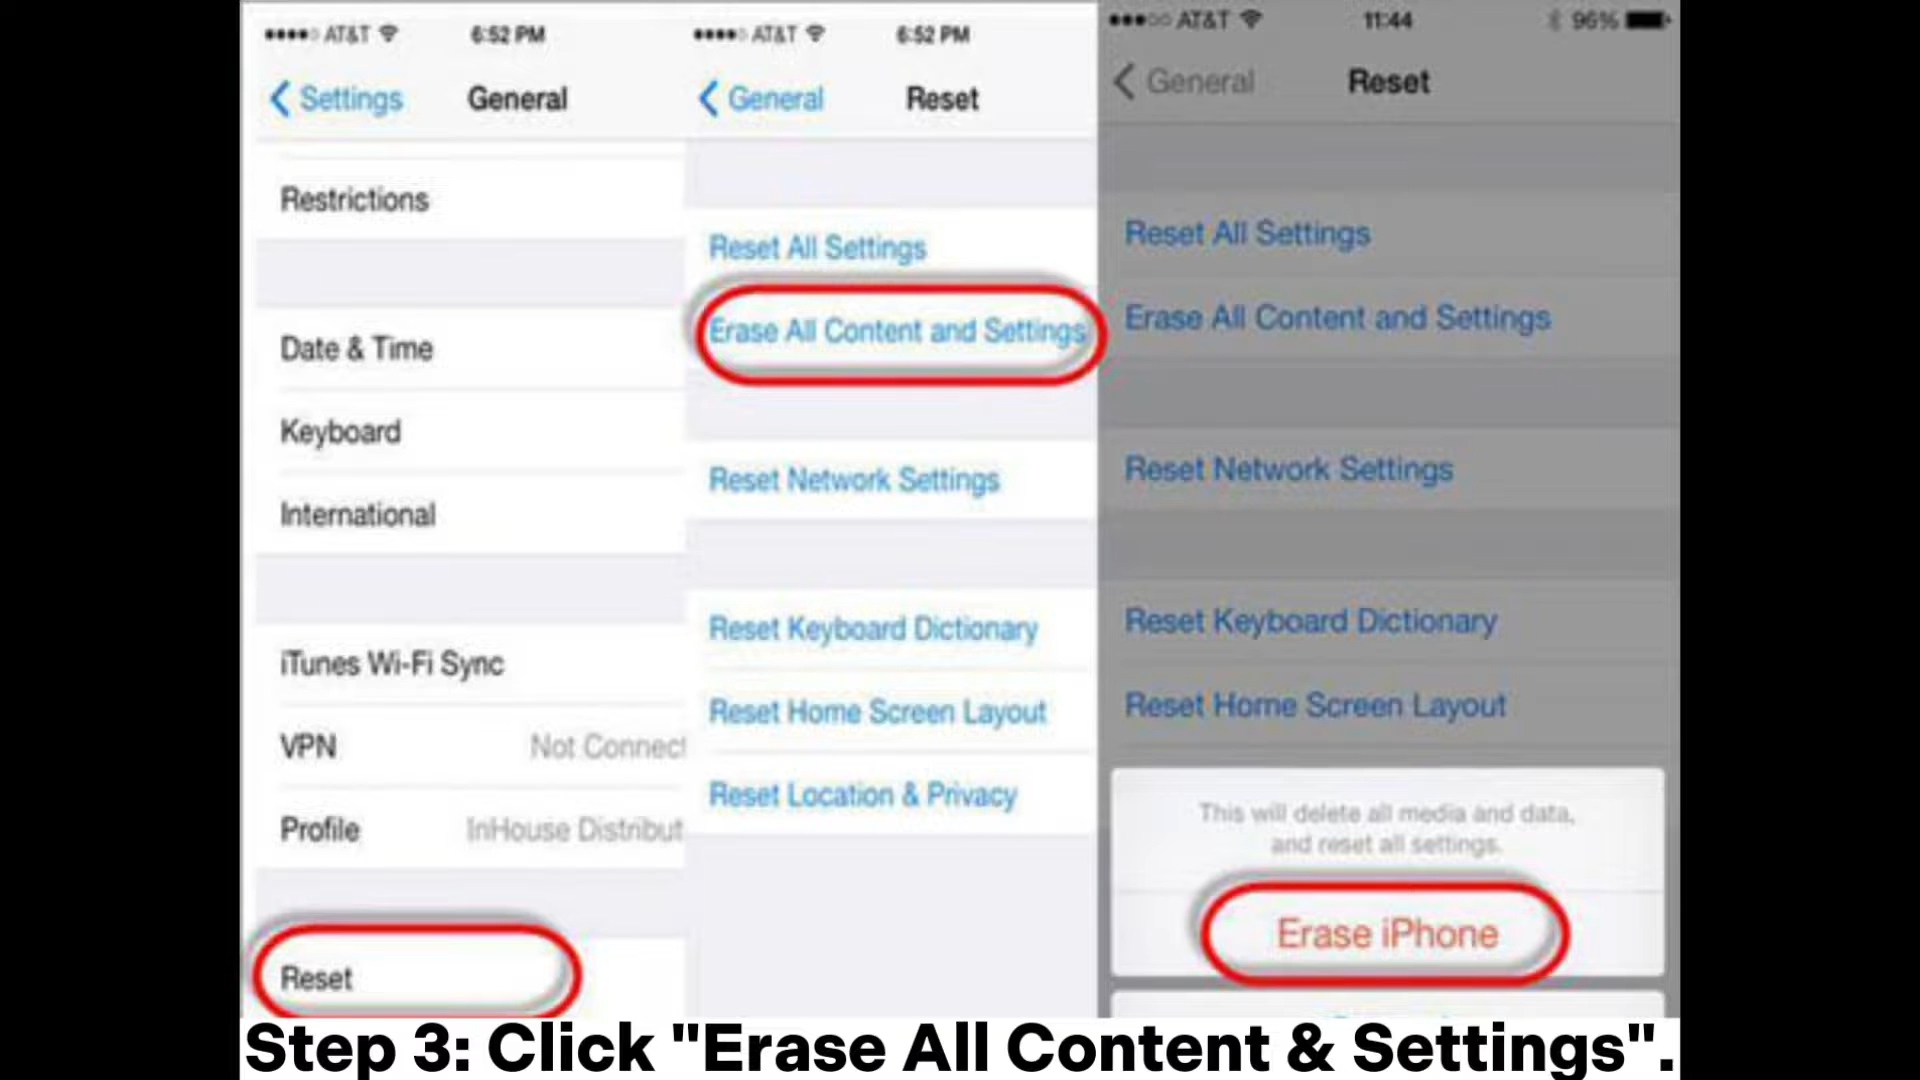 AT&T 6:52 PM
Settings General
Restrictions
Date & Time
Keyboard
International
iTunes Wi-Fi Sync
VPN Not Connect
Profile InHouse Distribut
Reset
AT&T 6:52 PM
General Reset
Reset All Settings
Erase All Content and Settings
Reset Network Settings
Reset Keyboard Dictionary
Reset Home Screen Layout
Reset Location & Privacy
AT&T 11:44 96%
General Reset
Reset All Settings
Erase All Content and Settings
Reset Network Settings
Reset Keyboard Dictionary
Reset Home Screen Layout
This will delete all media and data,
and reset all settings.
Erase iPhone
Step 3: Click "Erase All Content & Settings".